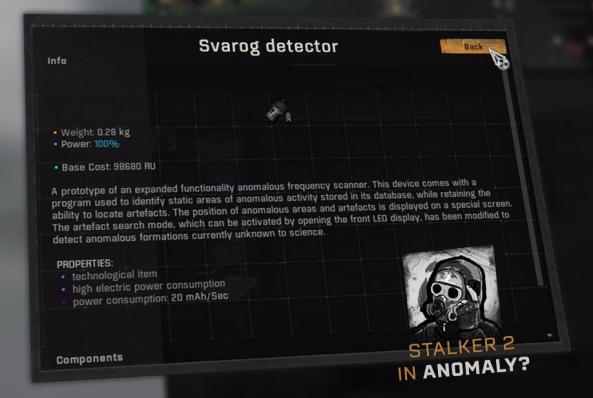 Svarog detector
Back
Info
Weight: 0.28 kg
Power: 100%
Base Cost: 98680 RU
A prototype of an expanded functionality anomalous frequency scanner. This device comes with a
program used to identify static areas of anomalous activity stored in its database, while retaining the
ability to locate artefacts. The position of anomalous areas and artefacts is displayed on a special screen.
The artefact search mode, which can be activated by opening the front LED display, has been modified to
detect anomalous formations currently unknown to science.
PROPERTIES:
• technological item
• high electric power consumption
• power consumption: 20 mAh/Sec
Components
STALKER 2
IN ANOMALY?